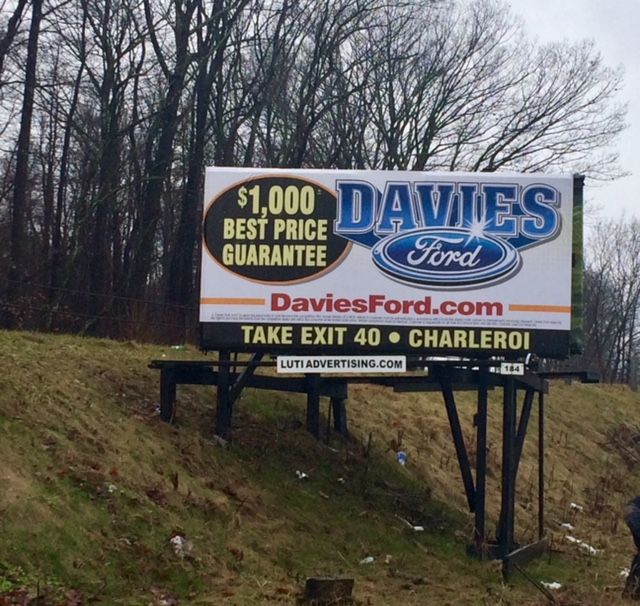 $1,000
BEST PRICE
GUARANTEE
DAVIES
Ford
DaviesFord.com
TAKE EXIT 40 • CHARLEROI
LUTI ADVERTISING.COM
184